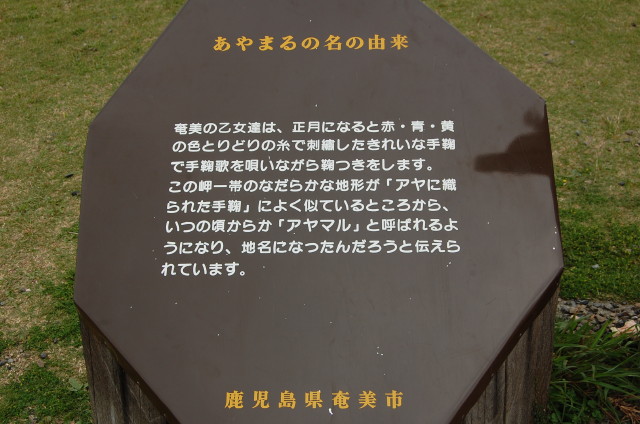 あやまるの名の由来
奄美の乙女達は、正月になると赤・青・黄
の色とりどりの糸で刺繡したきれいな手鞠
で手鞠歌を唄いながら鞠つきをします。
この岬一帯のなだらかな地形が「アヤに織
られた手鞠」によく似ているところから、
いつの頃からか「アヤマル」と呼ばれるよ
うになり、地名になったんだろうと伝えら
れています。
鹿児島県奄美市